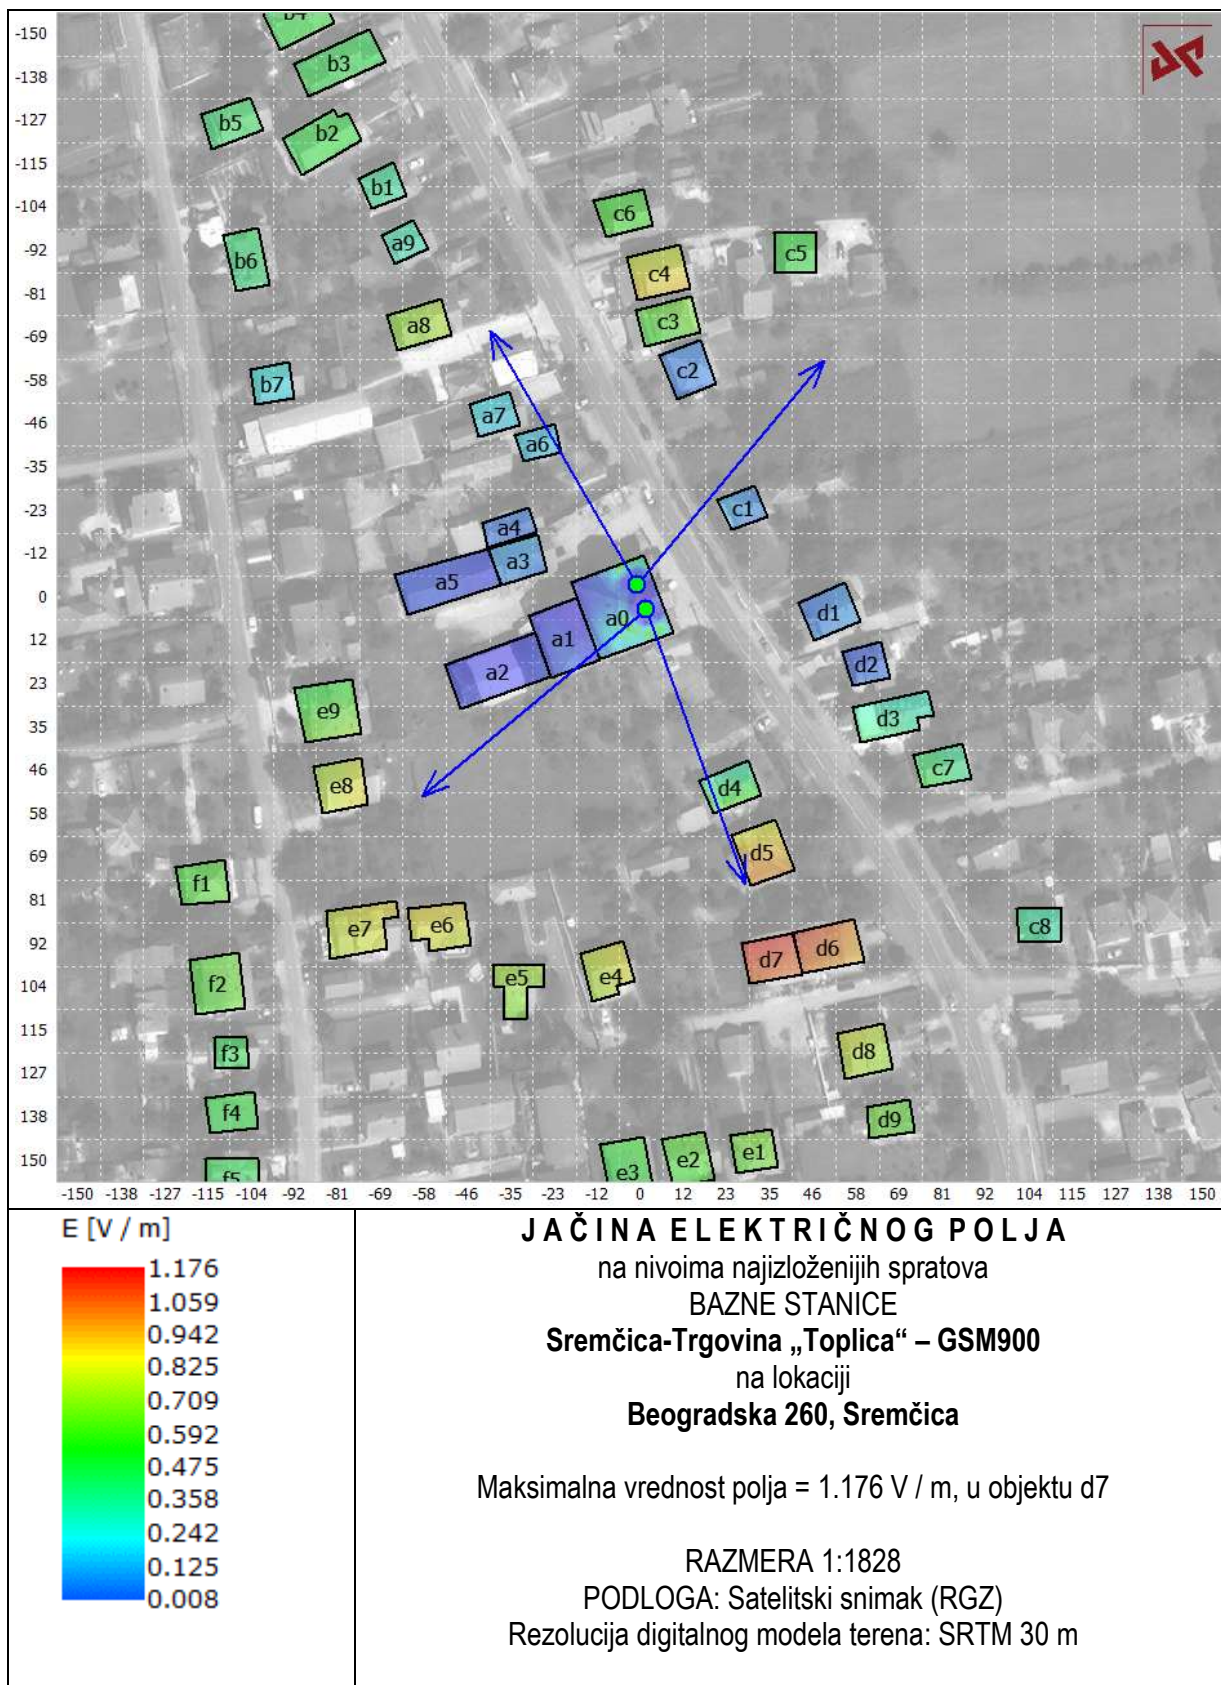 -150
b4
b3
-138
b5
-127
b2
-115
b1
-104
c6
a9
-92
b6
c5
c4
-81
a8
c3
-69
c2
-58
b7
-46
a7
a6
-35
-23
c1
a4
-12
a3
a5
0
a0
d1
12
a1
a2
d2
23
e9
d3
35
46
c7
e8
d4
58
69
d5
f1
81
e7
e6
c8
92
d7
d6
f2
e5
e4
104
115
f3
d8
127
f4
d9
138
150
e3
e2
e1
f5
-150 -138 -127 -115 -104 -92 -81 -69 -58 -46 -35 -23 -12 0 12 23 35 46 58 69 81 92 104 115 127 138 150
E [V / m]
1.176
1.059
0.942
0.825
0.709
0.592
0.475
0.358
0.242
0.125
0.008
JAČINA ELEKTRIČNOG POLJA
na nivoima najizloženijih spratova
BAZNE STANICE
Sremčica-Trgovina „Toplica“ – GSM900
na lokaciji
Beogradska 260, Sremčica
Maksimalna vrednost polja = 1.176 V / m, u objektu d7
RAZMERA 1:1828
PODLOGA: Satelitski snimak (RGZ)
Rezolucija digitalnog modela terena: SRTM 30 m